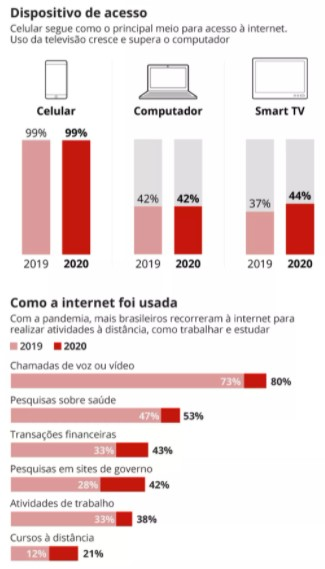 Dispositivo de acesso
Celular segue como o principal meio para acesso à internet.
Uso da televisão cresce e supera o computador
Celular
Computador
Smart TV
99%
99%
42%
42%
37%
44%
2019
2020
2019
2020
2019
2020
Como a internet foi usada
Com a pandemia, mais brasileiros recorreram à internet para
realizar atividades à distância, como trabalhar e estudar
2019 2020
Chamadas de voz ou vídeo
73% 80%
Pesquisas sobre saúde
47% 53%
Transações financeiras
33% 43%
Pesquisas em sites de governo
28% 42%
Atividades de trabalho
33% 38%
Cursos à distância
12% 21%